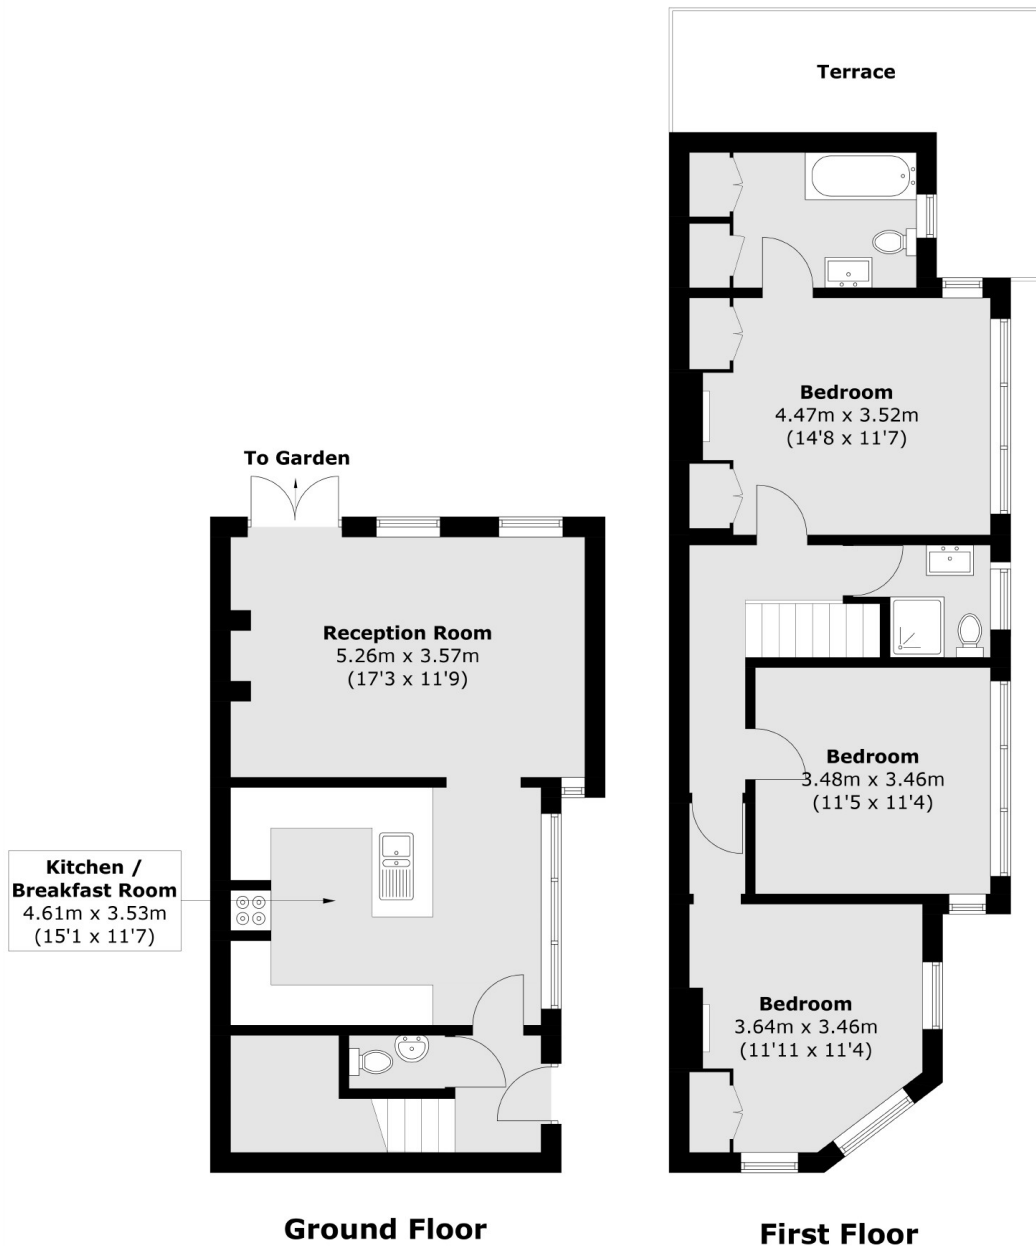 Terrace
Bedroom
4.47m x 3.52m
(14'8 x 11'7)
To Garden
Reception Room
5.26m x 3.57m
(17'3 x 11'9)
Bedroom
3.48m x 3.46m
(11'5 x 11'4)
Kitchen /
Breakfast Room
4.61m x 3.53m
(15'1 x 11'7)
Bedroom
3.64m x 3.46m
(11'11 x 11'4)
Ground Floor
First Floor